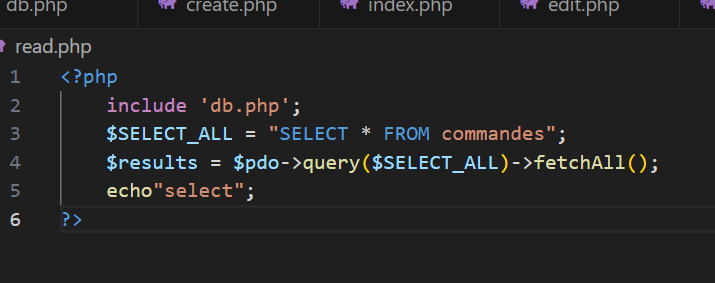 db.php create.php index.php edit.php
read.php
1 <?php
2 include 'db.php';
3 $SELECT_ALL = "SELECT * FROM commandes";
4 $results = $pdo->query($SELECT_ALL)->fetchAll();
5 echo"select";
6 ?>